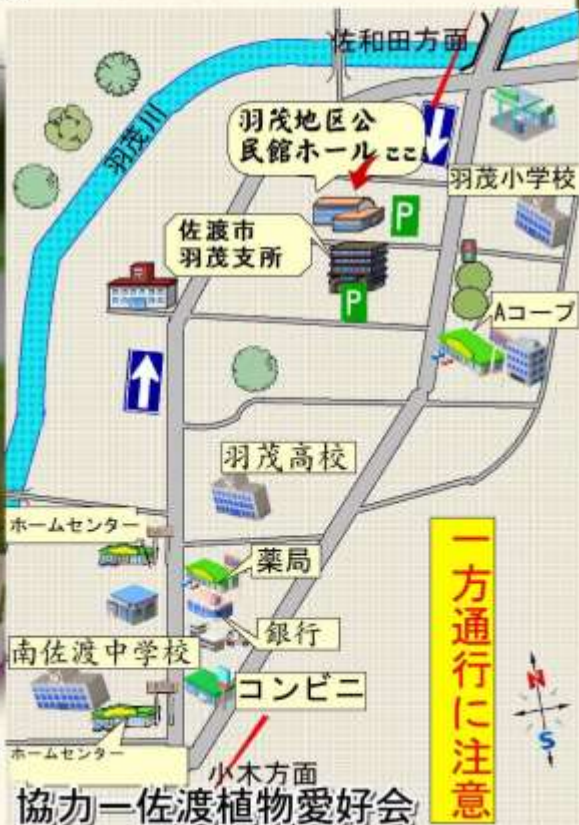 佐和田方面
羽茂川
羽茂地区公
民館ホール ここ
P
羽茂小学校
佐渡市
羽茂支所
P
Aコープ
羽茂高校
ホームセンター
薬局
銀行
南佐渡中学校
コンビニ
ホームセンター
小木方面
一方通行に注意
N
S
協力ー佐渡植物愛好会